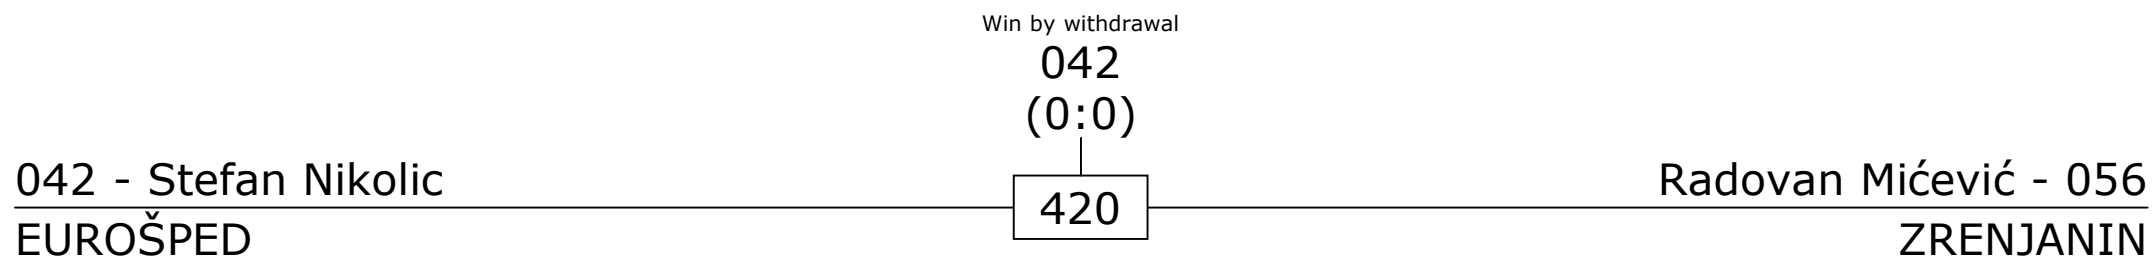 Win by withdrawal
042
(0:0)
042 - Stefan Nikolic
420
Radovan Mićević - 056
EUROŠPED
ZRENJANIN